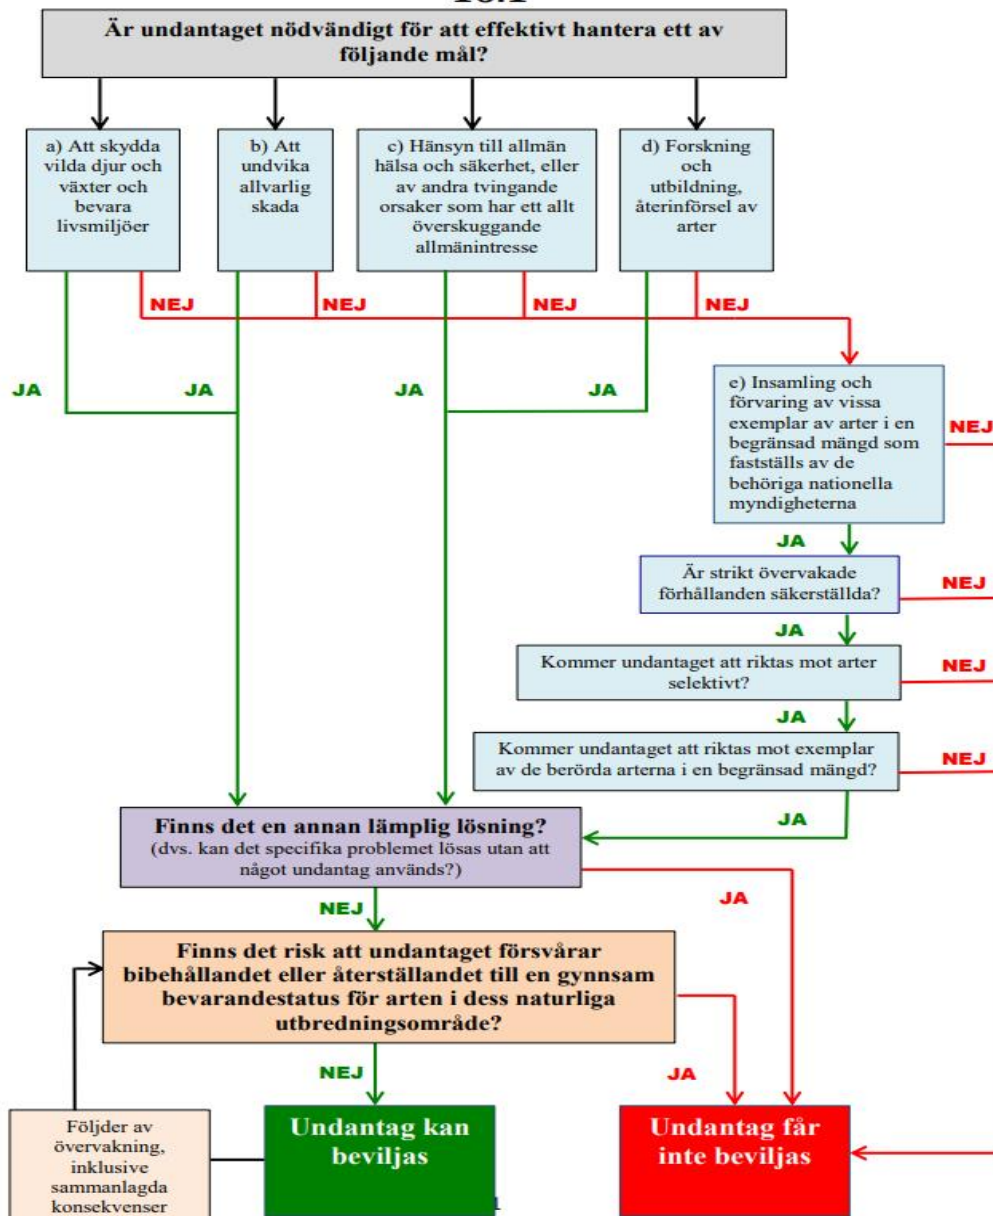 Är undantaget nödvändigt för att effektivt hantera ett av
följande mål?
a) Att skydda
vilda djur och
växter och
bevara
livsmiljöer
b) Att
undvika
allvarlig
skada
c) Hänsyn till allmän
hälsa och säkerhet, eller
av andra tvingande
orsaker som har ett allt
överskuggande
allmänintresse
d) Forskning
och
utbildning,
återinförsel av
arter
NEJ
NEJ
NEJ
NEJ
JA
JA
JA
JA
e) Insamling och
förvaring av vissa
exemplar av arter i en
begränsad mängd som
fastställs av de
behöriga nationella
myndigheterna
NEJ
JA
Är strikt övervakade
förhållanden säkerställda?
NEJ
JA
Kommer undantaget att riktas mot arter
selektivt?
NEJ
JA
Kommer undantaget att riktas mot exemplar
av de berörda arterna i en begränsad mängd?
NEJ
JA
Finns det en annan lämplig lösning?
(dvs. kan det specifika problemet lösas utan att
något undantag används?)
JA
NEJ
Finns det risk att undantaget försvårar
bibehållandet eller återställandet till en gynnsam
bevarandestatus för arten i dess naturliga
utbredningsområde?
NEJ
JA
Följder av
övervakning,
inklusive
sammanlagda
konsekvenser
Undantag kan
beviljas
Undantag får
inte beviljas